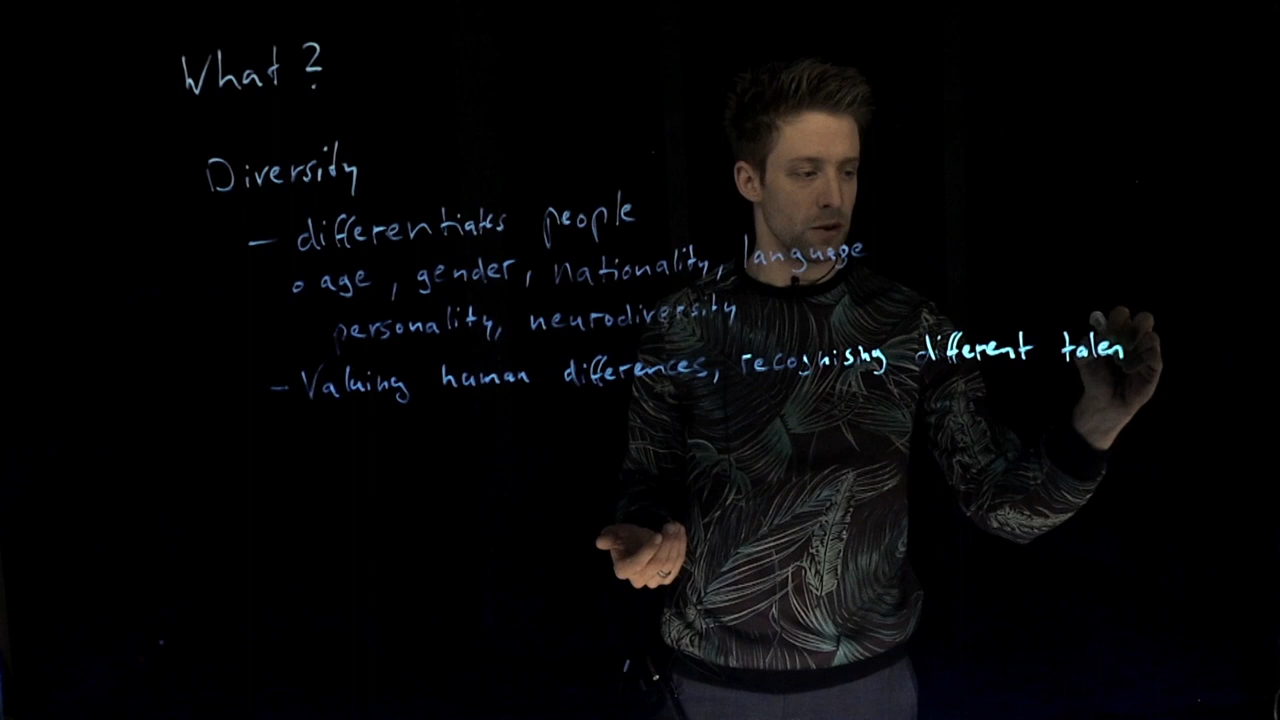 What?
Diversity
- differentiates people
o age, gender, nationality, language
personality, neurodiversity
- Valuing human differences, recognising different talen